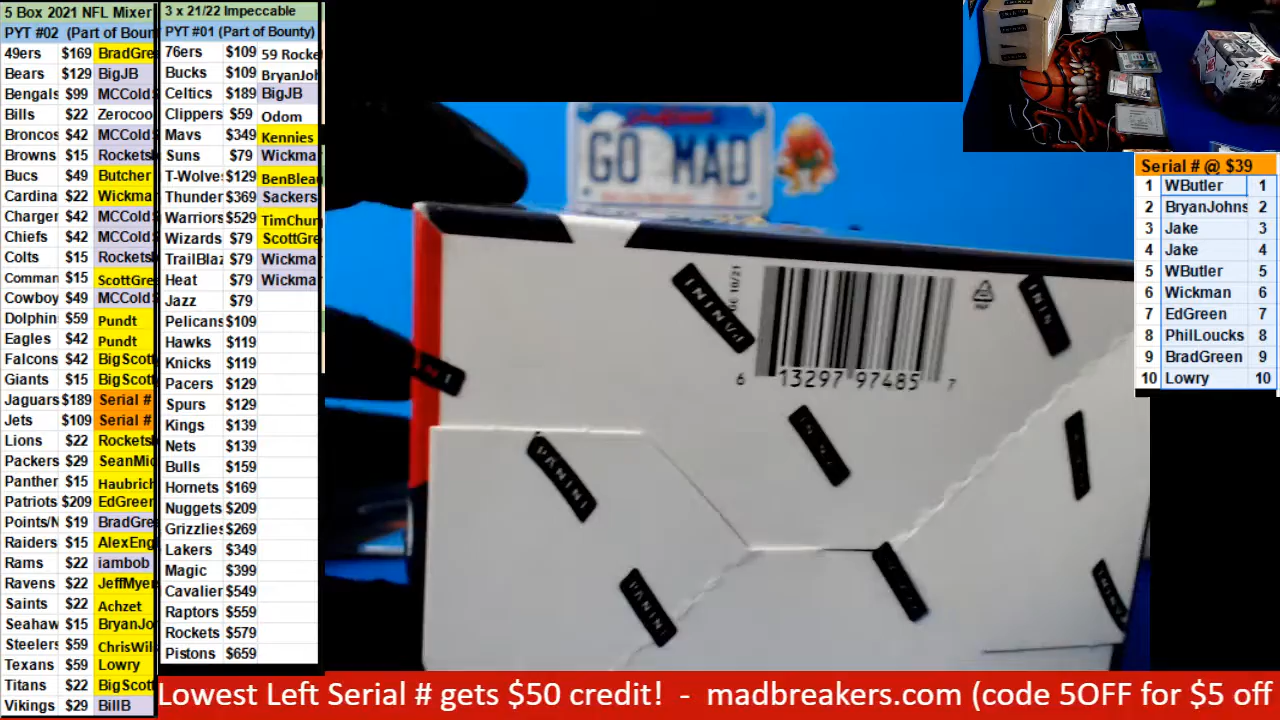 5 Box 2021 NFL Mixer
PYT #02 (Part of Boun
49ers $169 BradGre
Bears $129 BigJB
Bengals $99 MCCold
Bills $22 Zerocoo
Broncos $42 MCCold
Browns $15 Rocketsl
Bucs $49 Butcher
Cardina $22 Wickma
Charger $42 MCCold
Chiefs $42 MCCold
Colts $15 Rocketsl
Comman $15 ScottGre
Cowboy $49 MCCold
Dolphin $59 Pundt
Eagles $42 Pundt
Falcons $42 BigScott
Giants $15 BigScott
Jaguars $189 Serial #
Jets $109 Serial #
Lions $22 Rocketsl
Packers $29 SeanMic
Panther $15 Haubrich
Patriots $209 EdGreen
Points/N $19 BradGre
Raiders $15 AlexEng
Rams $22 iambob
Ravens $22 JeffMyer
Saints $22 Achzet
Seahaw $15 BryanJo
Steelers $59 ChrisWil
Texans $59 Lowry
Titans $22 BigScott
Vikings $29 BillB
3 x 21/22 Impeccable
PYT #01 (Part of Bounty)
76ers $109 59 Rocke
Bucks $109 BryanJoh
Celtics $189 BigJB
Clippers $59 Odom
Mavs $349 Kennies
Suns $79 Wickma
T-Wolve $129 BenBleau
Thunder $369 Sackers
Warriors $529 TimChun
Wizards $79 ScottGre
TrailBlaz $79 Wickma
Heat $79 Wickma
Jazz $79
Pelicans $109
Hawks $119
Knicks $119
Pacers $129
Spurs $129
Kings $139
Nets $139
Bulls $159
Hornets $169
Nuggets $209
Grizzlies $269
Lakers $349
Magic $399
Cavalier $549
Raptors $559
Rockets $579
Pistons $659
GO MAD
PANINI
6 13297 97485 7
PANINI
PANINI
Serial # @ $39
1 WButler 1
2 BryanJohns 2
3 Jake 3
4 Jake 4
5 WButler 5
6 Wickman 6
7 EdGreen 7
8 PhilLoucks 8
9 BradGreen 9
10 Lowry 10
Lowest Left Serial # gets $50 credit! - madbreakers.com (code 5OFF for $5 off